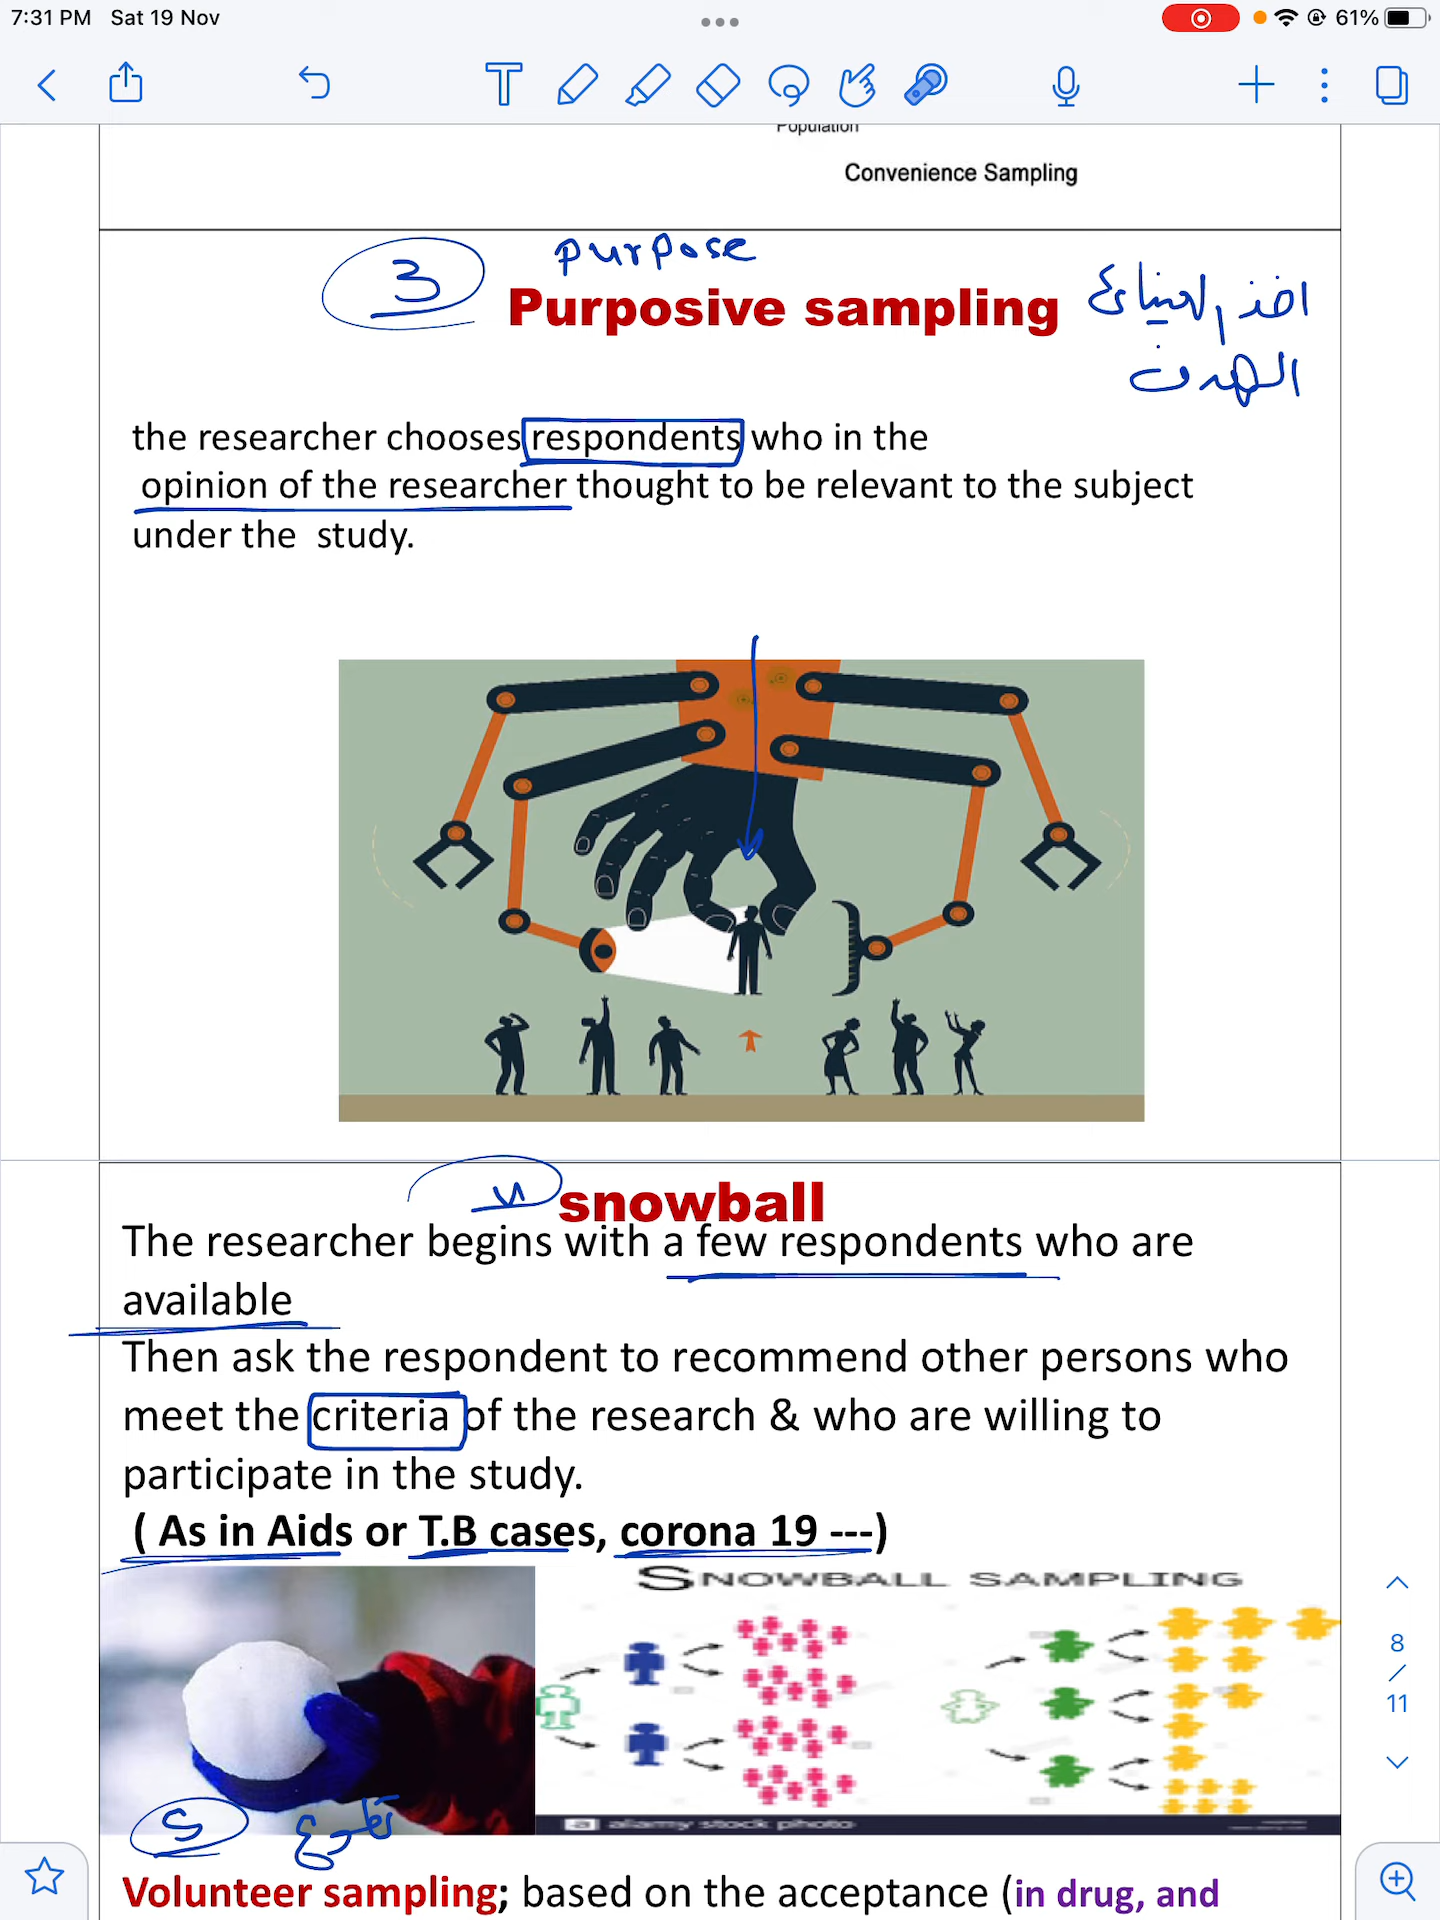 7:31 PM Sat 19 Nov
61%
Population
Convenience Sampling
3
purpose
Purposive sampling
الهدف
the researcher chooses respondents who in the
opinion of the researcher thought to be relevant to the subject
under the study.
snowball
The researcher begins with a few respondents who are
available
Then ask the respondent to recommend other persons who
meet the criteria of the research & who are willing to
participate in the study.
( As in Aids or T.B cases, corona 19 ---)
SNOWBALL SAMPLING
a alamy stock photo
8
/
11
5
تطوع
Volunteer sampling; based on the acceptance (in drug, and